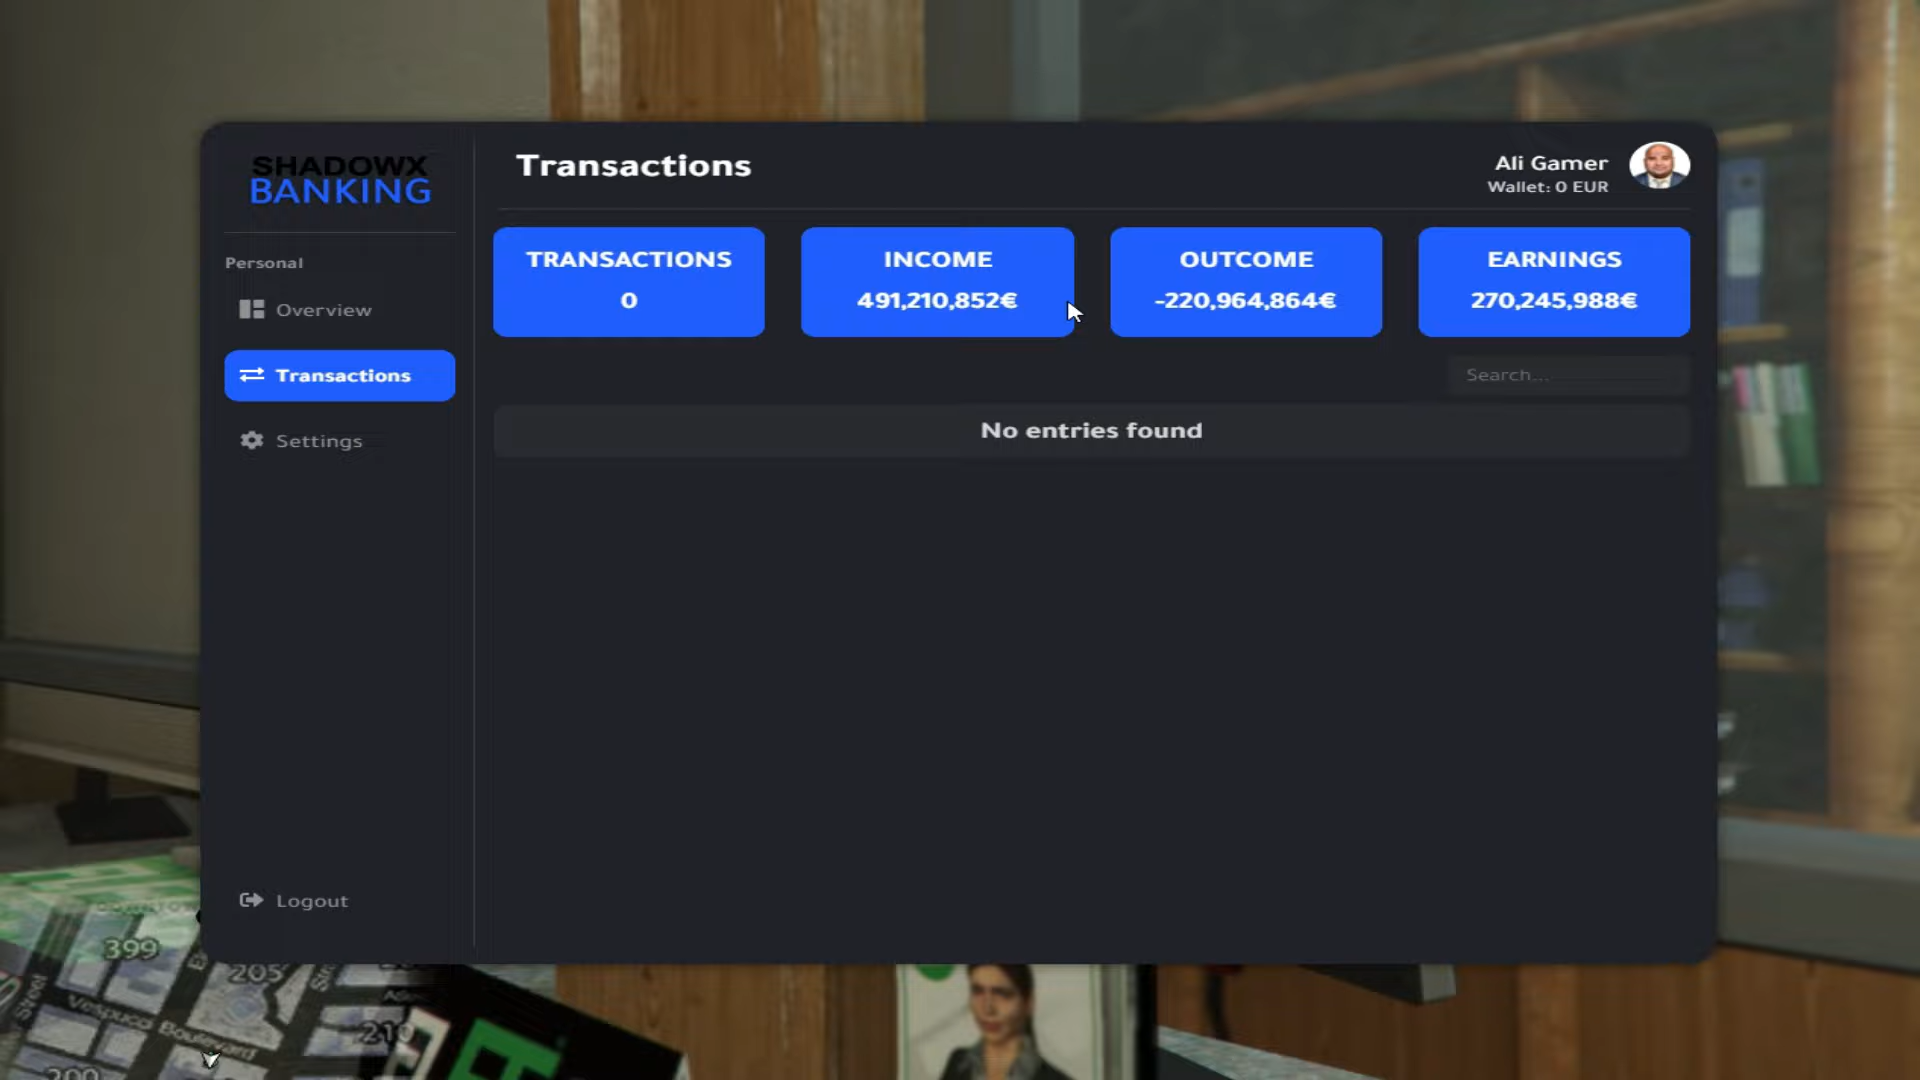 SHADOWX
BANKING
Personal
Overview
Transactions
Settings
Logout
Transactions
Ali Gamer
Wallet: 0 EUR
TRANSACTIONS
0
INCOME
491,210,852€
OUTCOME
-220,964,864€
EARNINGS
270,245,988€
Search...
No entries found
399
205
Vespucci Boulevard
210